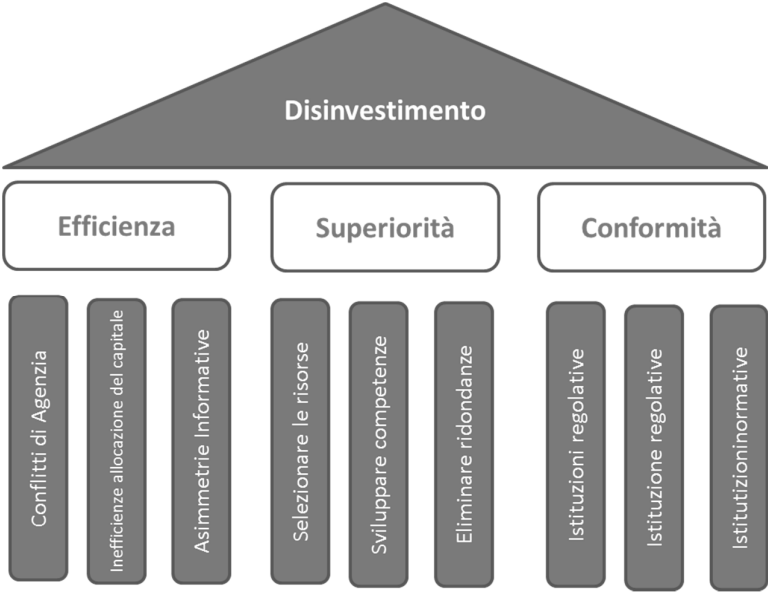 Disinvestimento
Efficienza
Superiorità
Conformità
Conflitti di Agenzia
Inefficienze allocazione del capitale
Asimmetrie Informative
Selezionare le risorse
Sviluppare competenze
Eliminare ridondanze
Istituzioni regolative
Istituzione regolative
Istitutizioninormative